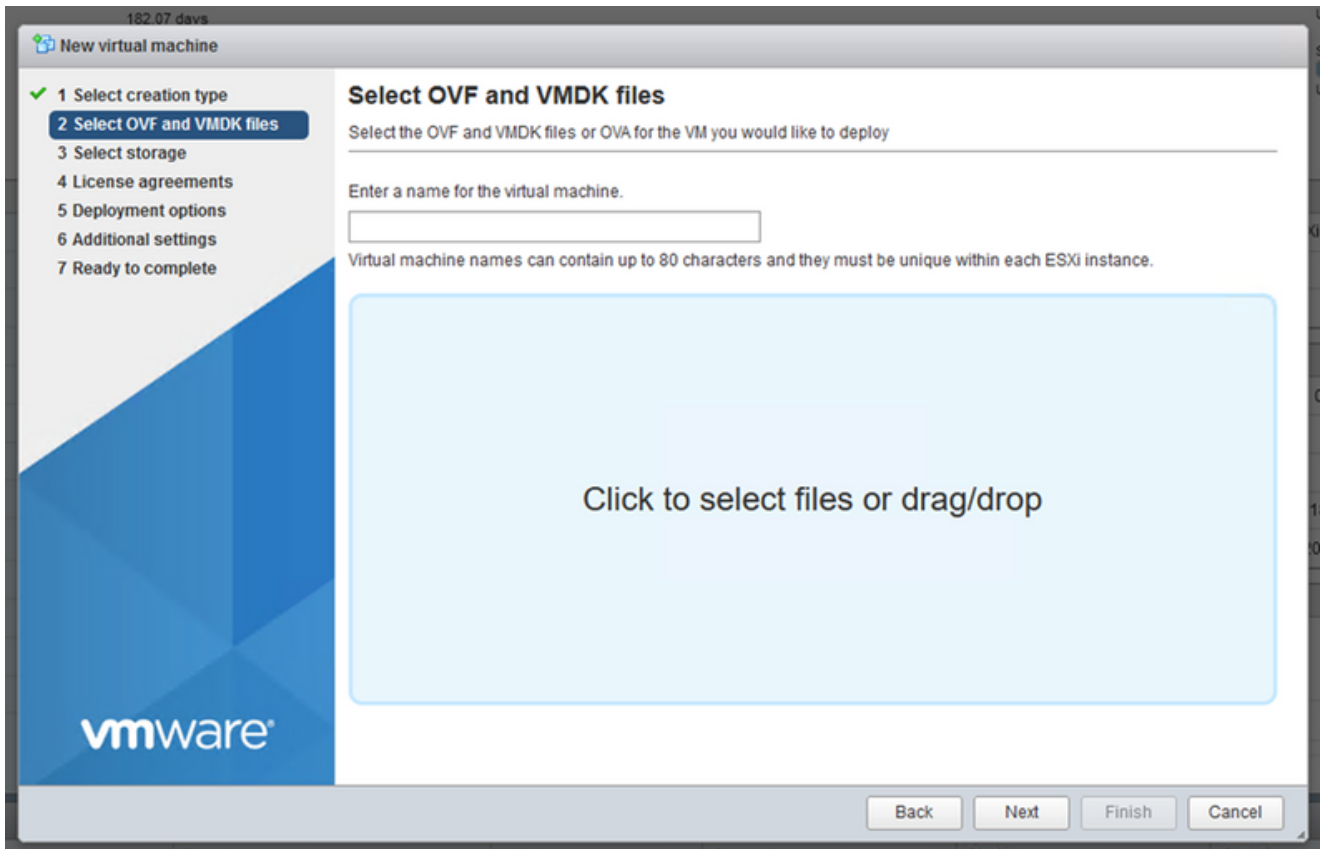 182.07 days
New virtual machine
1 Select creation type
2 Select OVF and VMDK files
3 Select storage
4 License agreements
5 Deployment options
6 Additional settings
7 Ready to complete
Select OVF and VMDK files
Select the OVF and VMDK files or OVA for the VM you would like to deploy
Enter a name for the virtual machine.
Virtual machine names can contain up to 80 characters and they must be unique within each ESXi instance.
Click to select files or drag/drop
vmware®
Back Next Finish Cancel